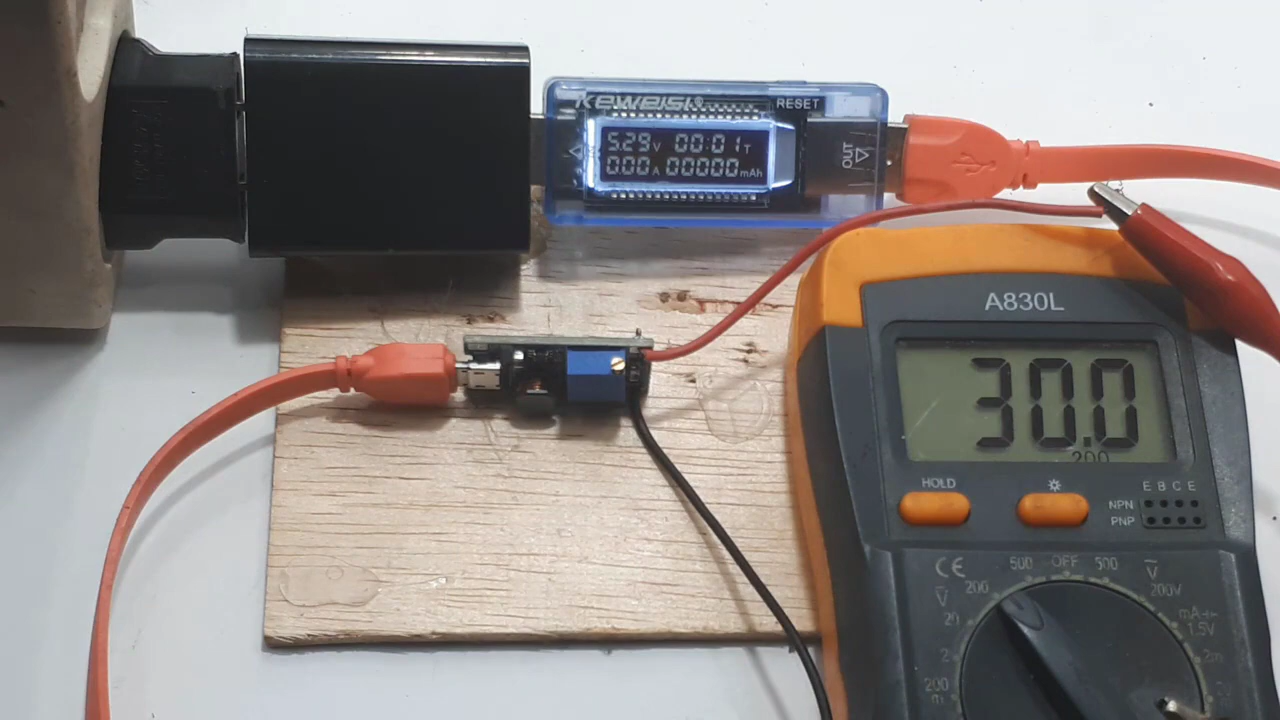 Keweisi® RESET
5.29V 00:01T
0.00A 00000mAh
OUT
A830L
30.0
200
HOLD
E B C E
NPN
PNP
CE
500 OFF 500
200
V
V
200V
20
mA
1.5V
2
2m
200
m